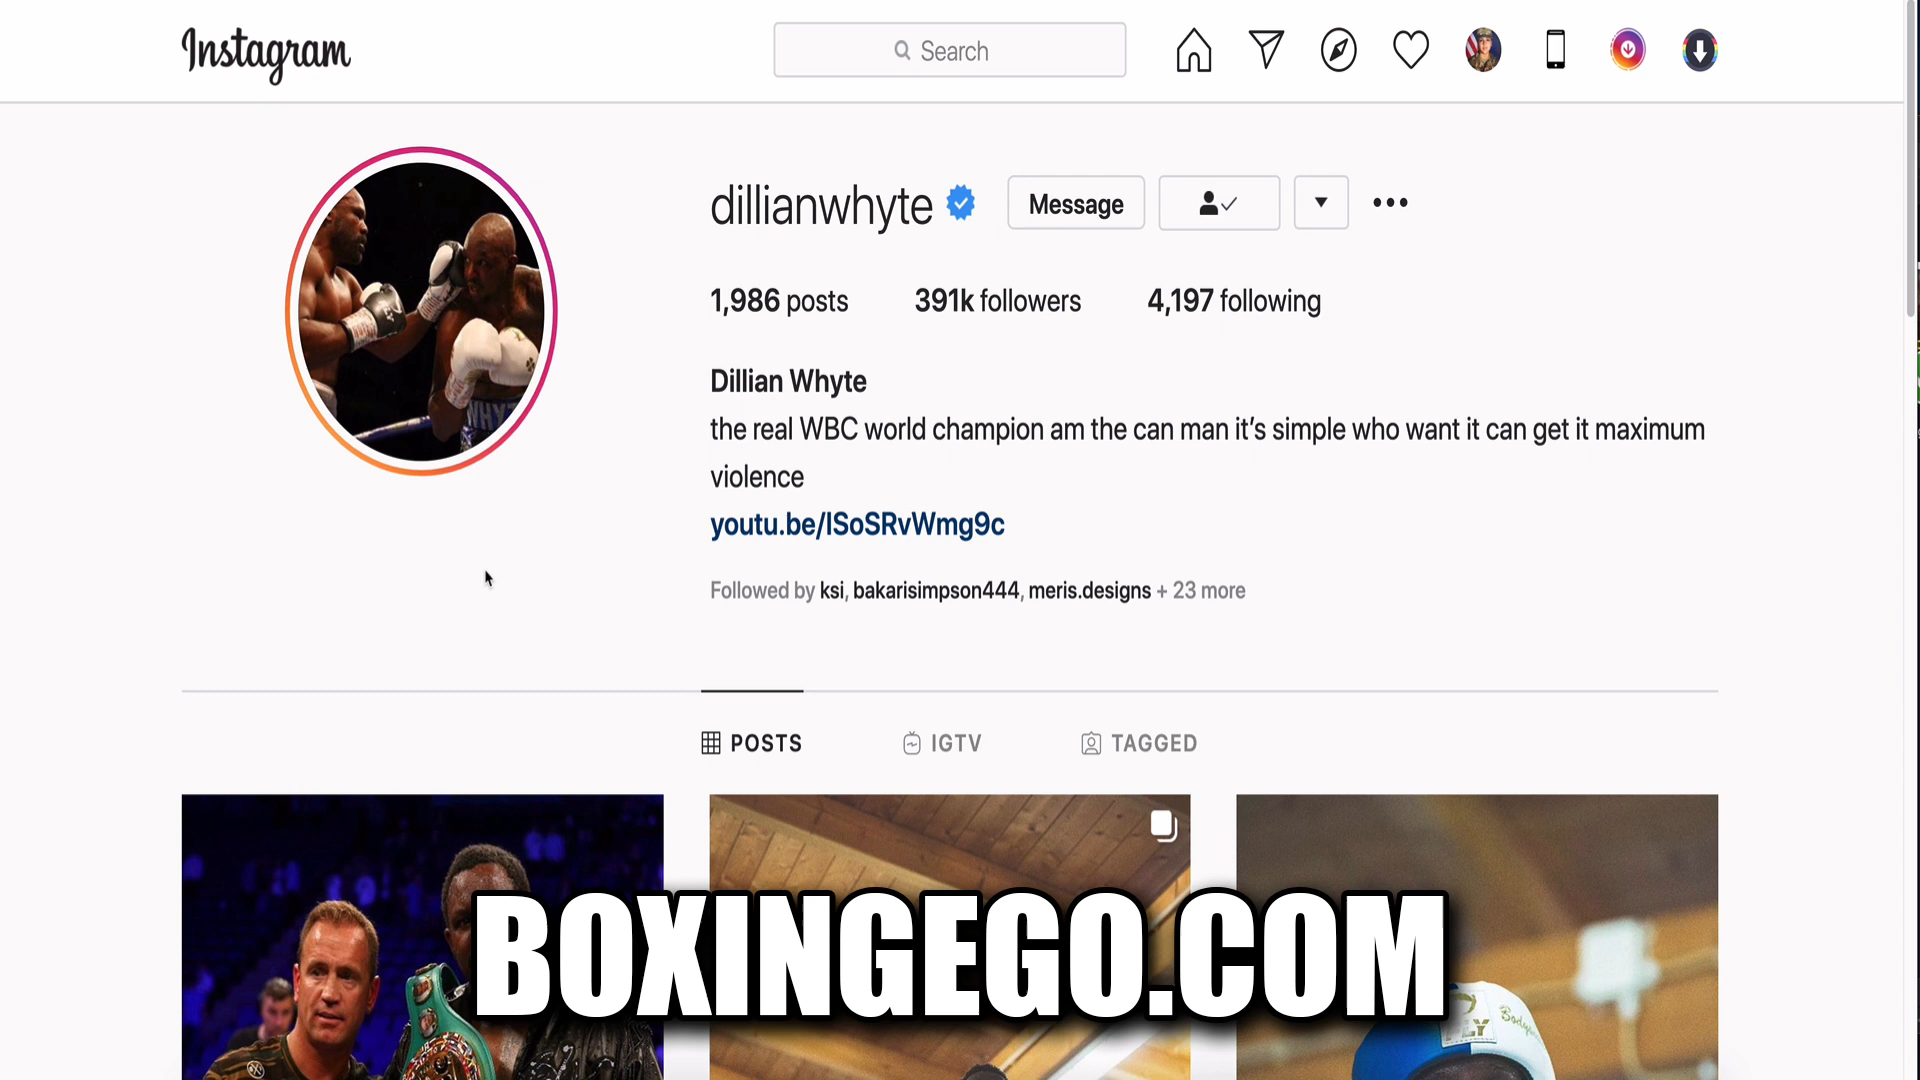 Instagram
Search
dillianwhyte
Message
1,986 posts 391k followers 4,197 following
Dillian Whyte
the real WBC world champion am the can man it’s simple who want it can get it maximum
violence
youtu.be/ISoSRvWmg9c
Followed by ksi, bakarisimpson444, meris.designs + 23 more
POSTS IGTV TAGGED
BOXINGEGO.COM